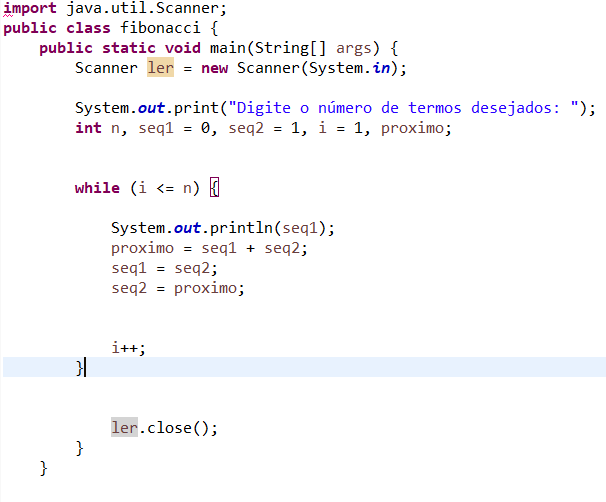 import java.util.Scanner;
public class fibonacci {
    public static void main(String[] args) {
        Scanner ler = new Scanner(System.in);

        System.out.print("Digite o número de termos desejados: ");
        int n, seq1 = 0, seq2 = 1, i = 1, proximo;


        while (i <= n) {

            System.out.println(seq1);
            proximo = seq1 + seq2;
            seq1 = seq2;
            seq2 = proximo;


            i++;
        }


            ler.close();
        }
    }